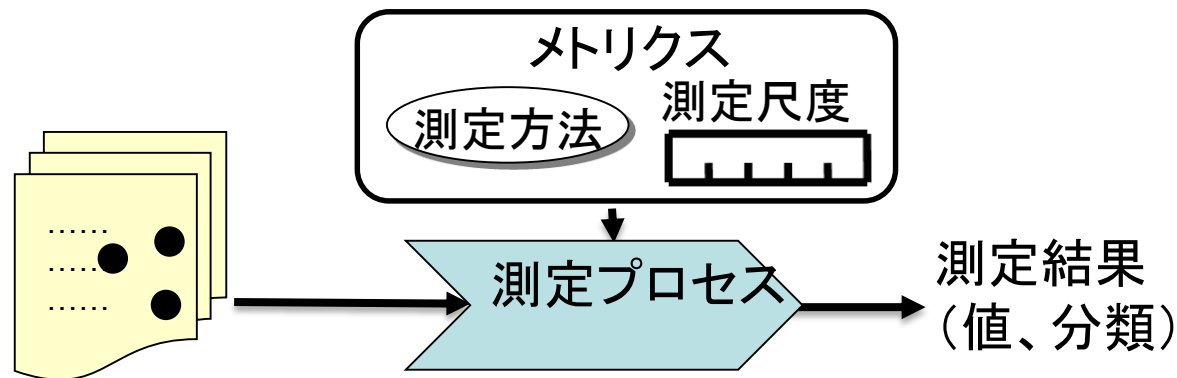 メトリクス
測定尺度
測定方法
測定プロセス
測定結果
（値、分類）